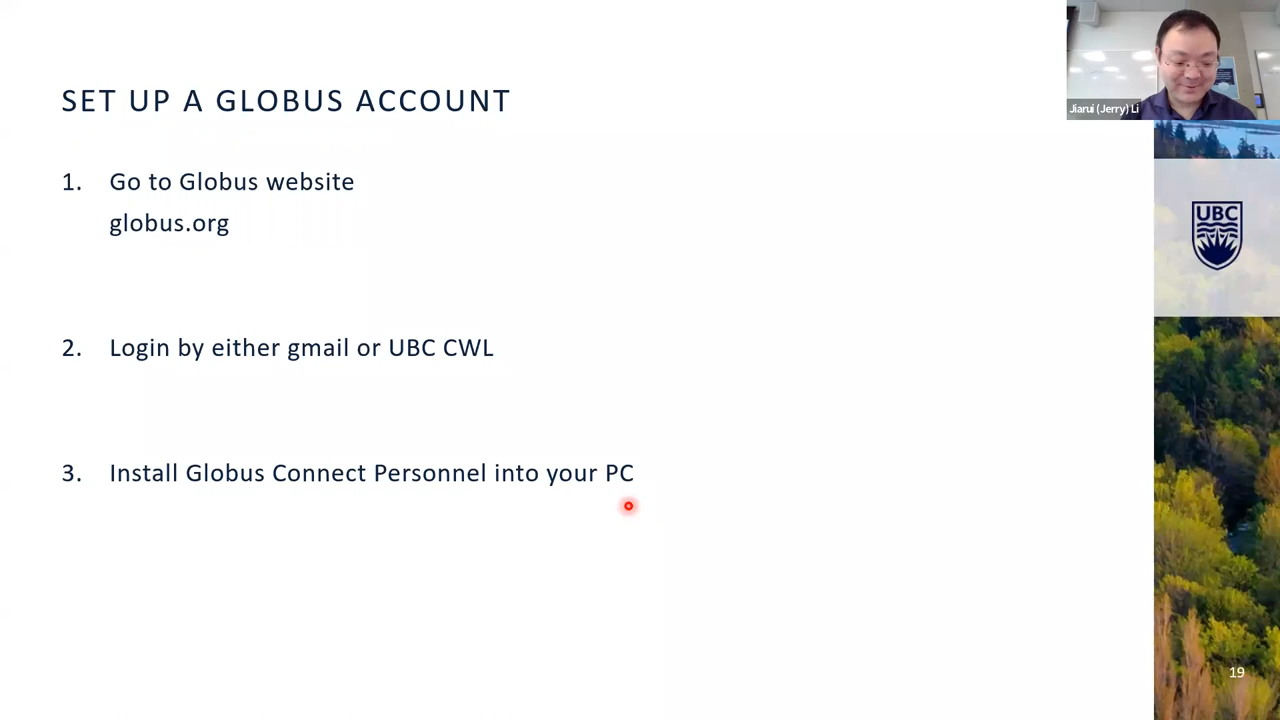 SET UP A GLOBUS ACCOUNT
1. Go to Globus website
globus.org
2. Login by either gmail or UBC CWL
3. Install Globus Connect Personnel into your PC
Jiarui (Jerry) Li
UBC
19